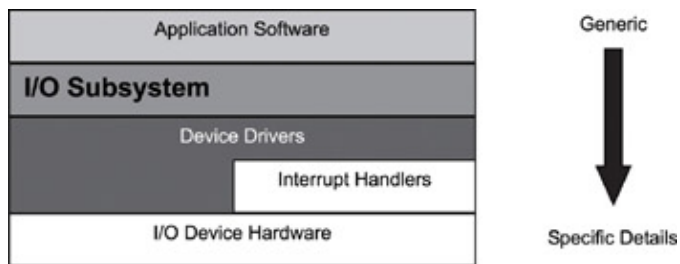 Application Software
Generic
I/O Subsystem
Device Drivers
Interrupt Handlers
I/O Device Hardware
Specific Details